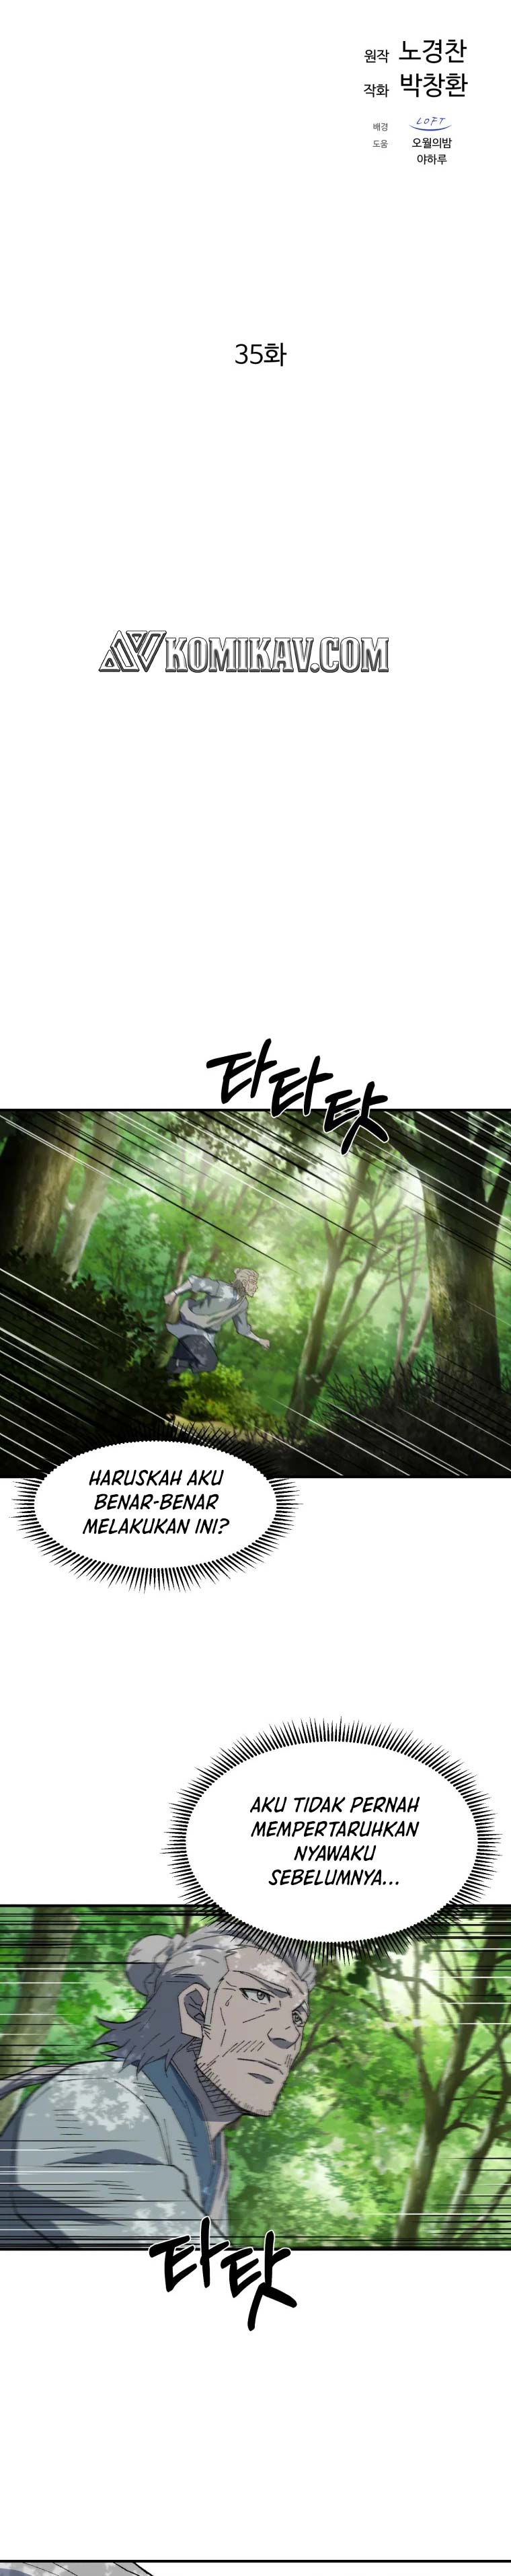 원작 노경찬
작화 박창환
배경 LOFT
도움 오월의밤
야하루
35화
AV KOMIKAV.COM
타타탓
HARUSKAH AKU
BENAR-BENAR
MELAKUKAN INI?
AKU TIDAK PERNAH
MEMPERTARUHKAN
NYAWAKU
SEBELUMNYA...
타탓